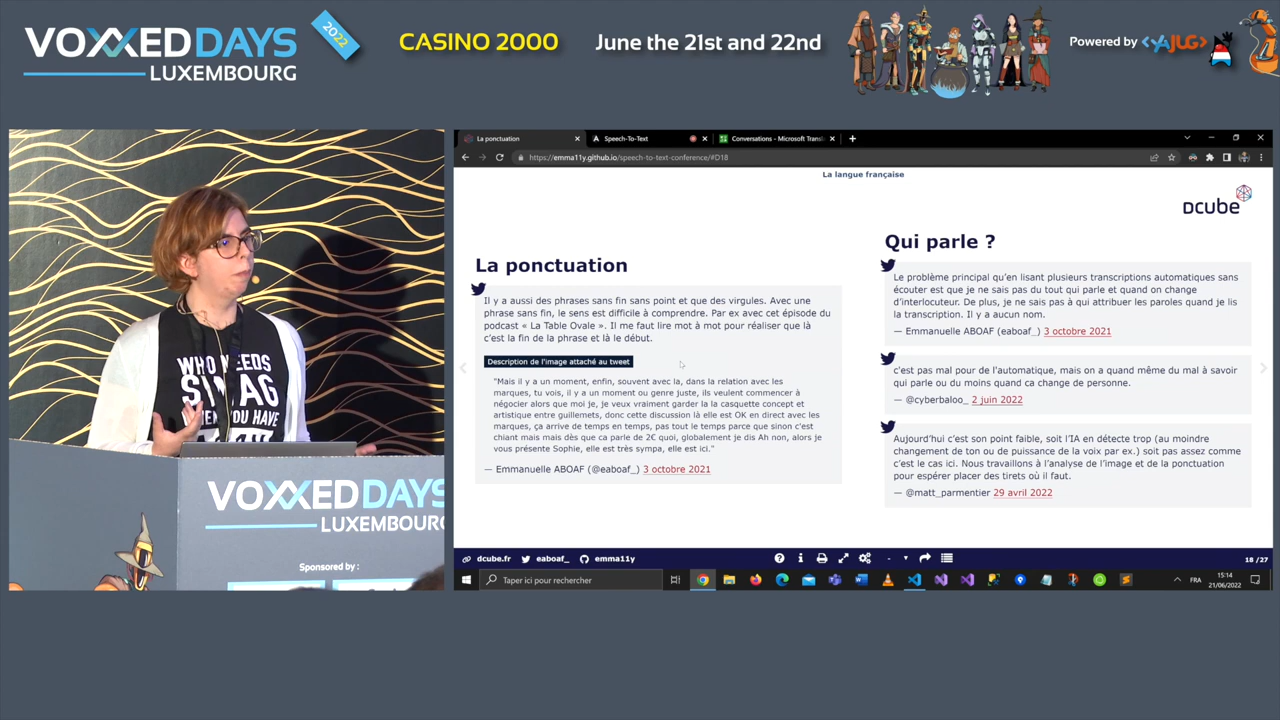 VOXXED DAYS
LUXEMBOURG
2022
CASINO 2000
June the 21st and 22nd
Powered by <YAJUG>
WHO NEEDS
SWAG
WHEN YOU HAVE
VOXXED DAYS
LUXEMBOURG
Sponsored by :
La ponctuation
Speech-To-Text
Conversations - Microsoft Transl
https://emma11y.github.io/speech-to-text-conference/#D18
La langue française
Dcube
La ponctuation
Il y a aussi des phrases sans fin sans point et que des virgules. Avec une
phrase sans fin, le sens est difficile à comprendre. Par ex avec cet épisode du
podcast « La Table Ovale ». Il me faut lire mot à mot pour réaliser que là
c’est la fin de la phrase et là le début.
Description de l'image attaché au tweet
"Mais il y a un moment, enfin, souvent avec la, dans la relation avec les
marques, tu vois, il y a un moment ou genre juste, ils veulent commencer à
négocier alors que moi je, je veux vraiment garder la la casquette concept et
artistique entre guillemets, donc cette discussion là elle est OK en direct avec les
marques, ça arrive de temps en temps, pas tout le temps parce que sinon c'est
chiant mais mais dès que ca parle de 2€ quoi, globalement je dis Ah non, alors je
vous présente Sophie, elle est très sympa, elle est ici."
— Emmanuelle ABOAF (@eaboaf_) 3 octobre 2021
Qui parle ?
Le problème principal qu’en lisant plusieurs transcriptions automatiques sans
écouter est que je ne sais pas du tout qui parle et quand on change
d’interlocuteur. De plus, je ne sais pas à qui attribuer les paroles quand je lis
la transcription. Il y a aucun nom.
— Emmanuelle ABOAF (eaboaf_) 3 octobre 2021
c'est pas mal pour de l'automatique, mais on a quand même du mal à savoir
qui parle ou du moins quand ca change de personne.
— @cyberbaloo_ 2 juin 2022
Aujourd’hui c’est son point faible, soit l’IA en détecte trop (au moindre
changement de ton ou de puissance de la voix par ex.) soit pas assez comme
c’est le cas ici. Nous travaillons à l’analyse de l’image et de la ponctuation
pour espérer placer des tirets où il faut.
— @matt_parmentier 29 avril 2022
dcube.fr eaboaf_ emma11y
18 /27
Taper ici pour rechercher
FRA
15:14
21/06/2022